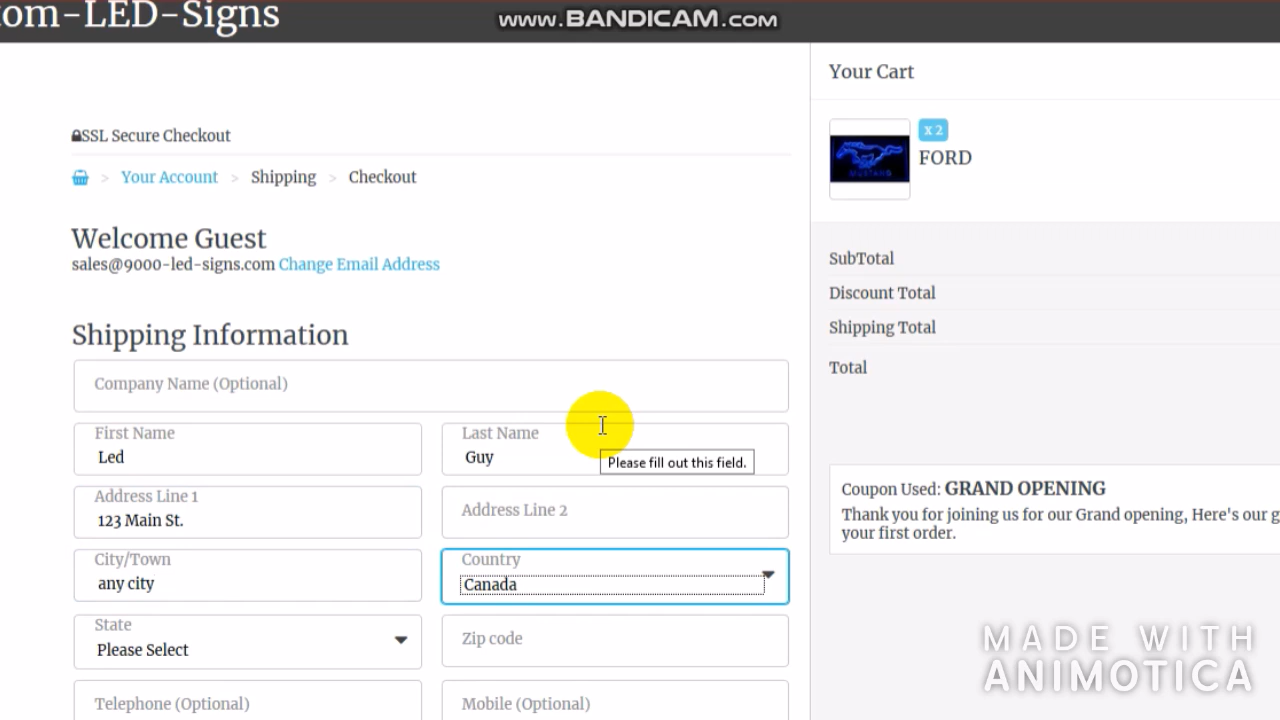 om-LED-Signs
www.BANDICAM.com
SSL Secure Checkout
> Your Account > Shipping > Checkout
Welcome Guest
sales@9000-led-signs.com Change Email Address
Shipping Information
Company Name (Optional)
First Name
Led
Last Name
Guy
Please fill out this field.
Address Line 1
123 Main St.
Address Line 2
City/Town
any city
Country
Canada
State
Please Select
Zip code
Telephone (Optional)
Mobile (Optional)
Your Cart
MUSTANG
x 2
FORD
SubTotal
Discount Total
Shipping Total
Total
Coupon Used: GRAND OPENING
Thank you for joining us for our Grand opening, Here's our g
your first order.
MADE WITH
ANIMOTICA